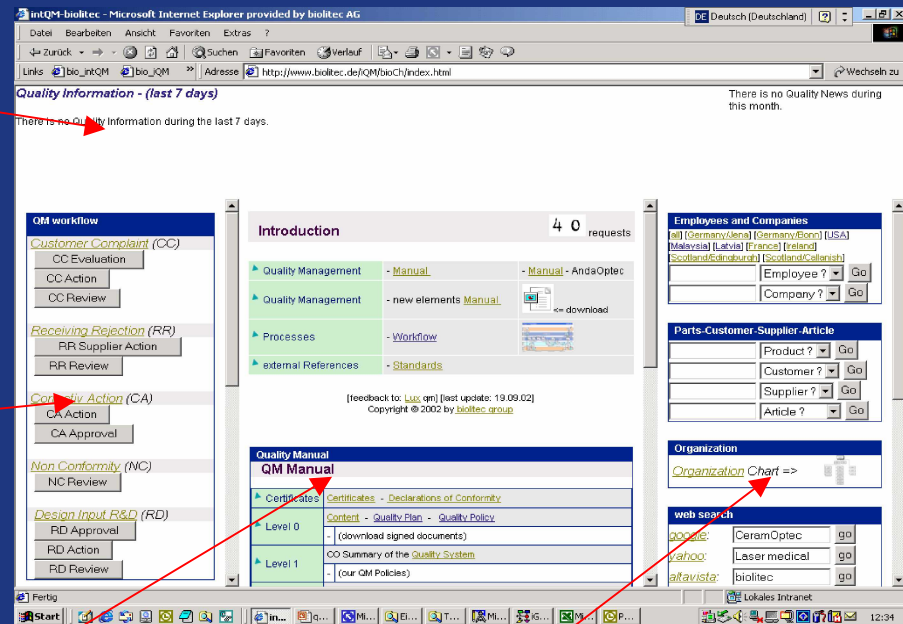 intQM-biolitec - Microsoft Internet Explorer provided by biolitec AG
DE Deutsch (Deutschland)
Datei Bearbeiten Ansicht Favoriten Extras ?
Zurück Suchen Favoriten Verlauf
Links bio_intQM bio_iQM » Adresse http://www.biolitec.de/iQM/bioCh/index.html Wechseln zu
Quality Information - (last 7 days)
There is no Quality Information during the last 7 days.
There is no Quality News during
this month.
QM workflow
Customer Complaint (CC)
CC Evaluation
CC Action
CC Review
Receiving Rejection (RR)
RR Supplier Action
RR Review
Correctiv Action (CA)
CA Action
CA Approval
Non Conformity (NC)
NC Review
Design Input R&D (RD)
RD Approval
RD Action
RD Review
Introduction
4 0 requests
Quality Management - Manual - Manual - AndaOptec
Quality Management - new elements Manual <= download
Processes - Workflow
external References - Standards
[feedback to: Lux qm] [last update: 19.09.02]
Copyright © 2002 by biolitec group
Quality Manual
QM Manual
Certificates Certificates - Declarations of Conformity
Level 0 Content - Quality Plan - Quality Policy
- (download signed documents)
Level 1 CO Summary of the Quality System
- (our QM Policies)
Employees and Companies
[all] [Germany/Jena] [Germany/Bonn] [USA]
[Malaysia] [Latvia] [France] [Ireland]
[Scotland/Edinburgh] [Scotland/Callanish]
Employee ? Go
Company ? Go
Parts-Customer-Supplier-Article
Product ? Go
Customer ? Go
Supplier ? Go
Article ? Go
Organization
Organization Chart =>
web search
google: CeramOptec go
yahoo: Laser medical go
altavista: biolitec go
Fertig Lokales Intranet
Start in... q... Mi... Ei... T... Mi... iG... Mi... P... 12:34